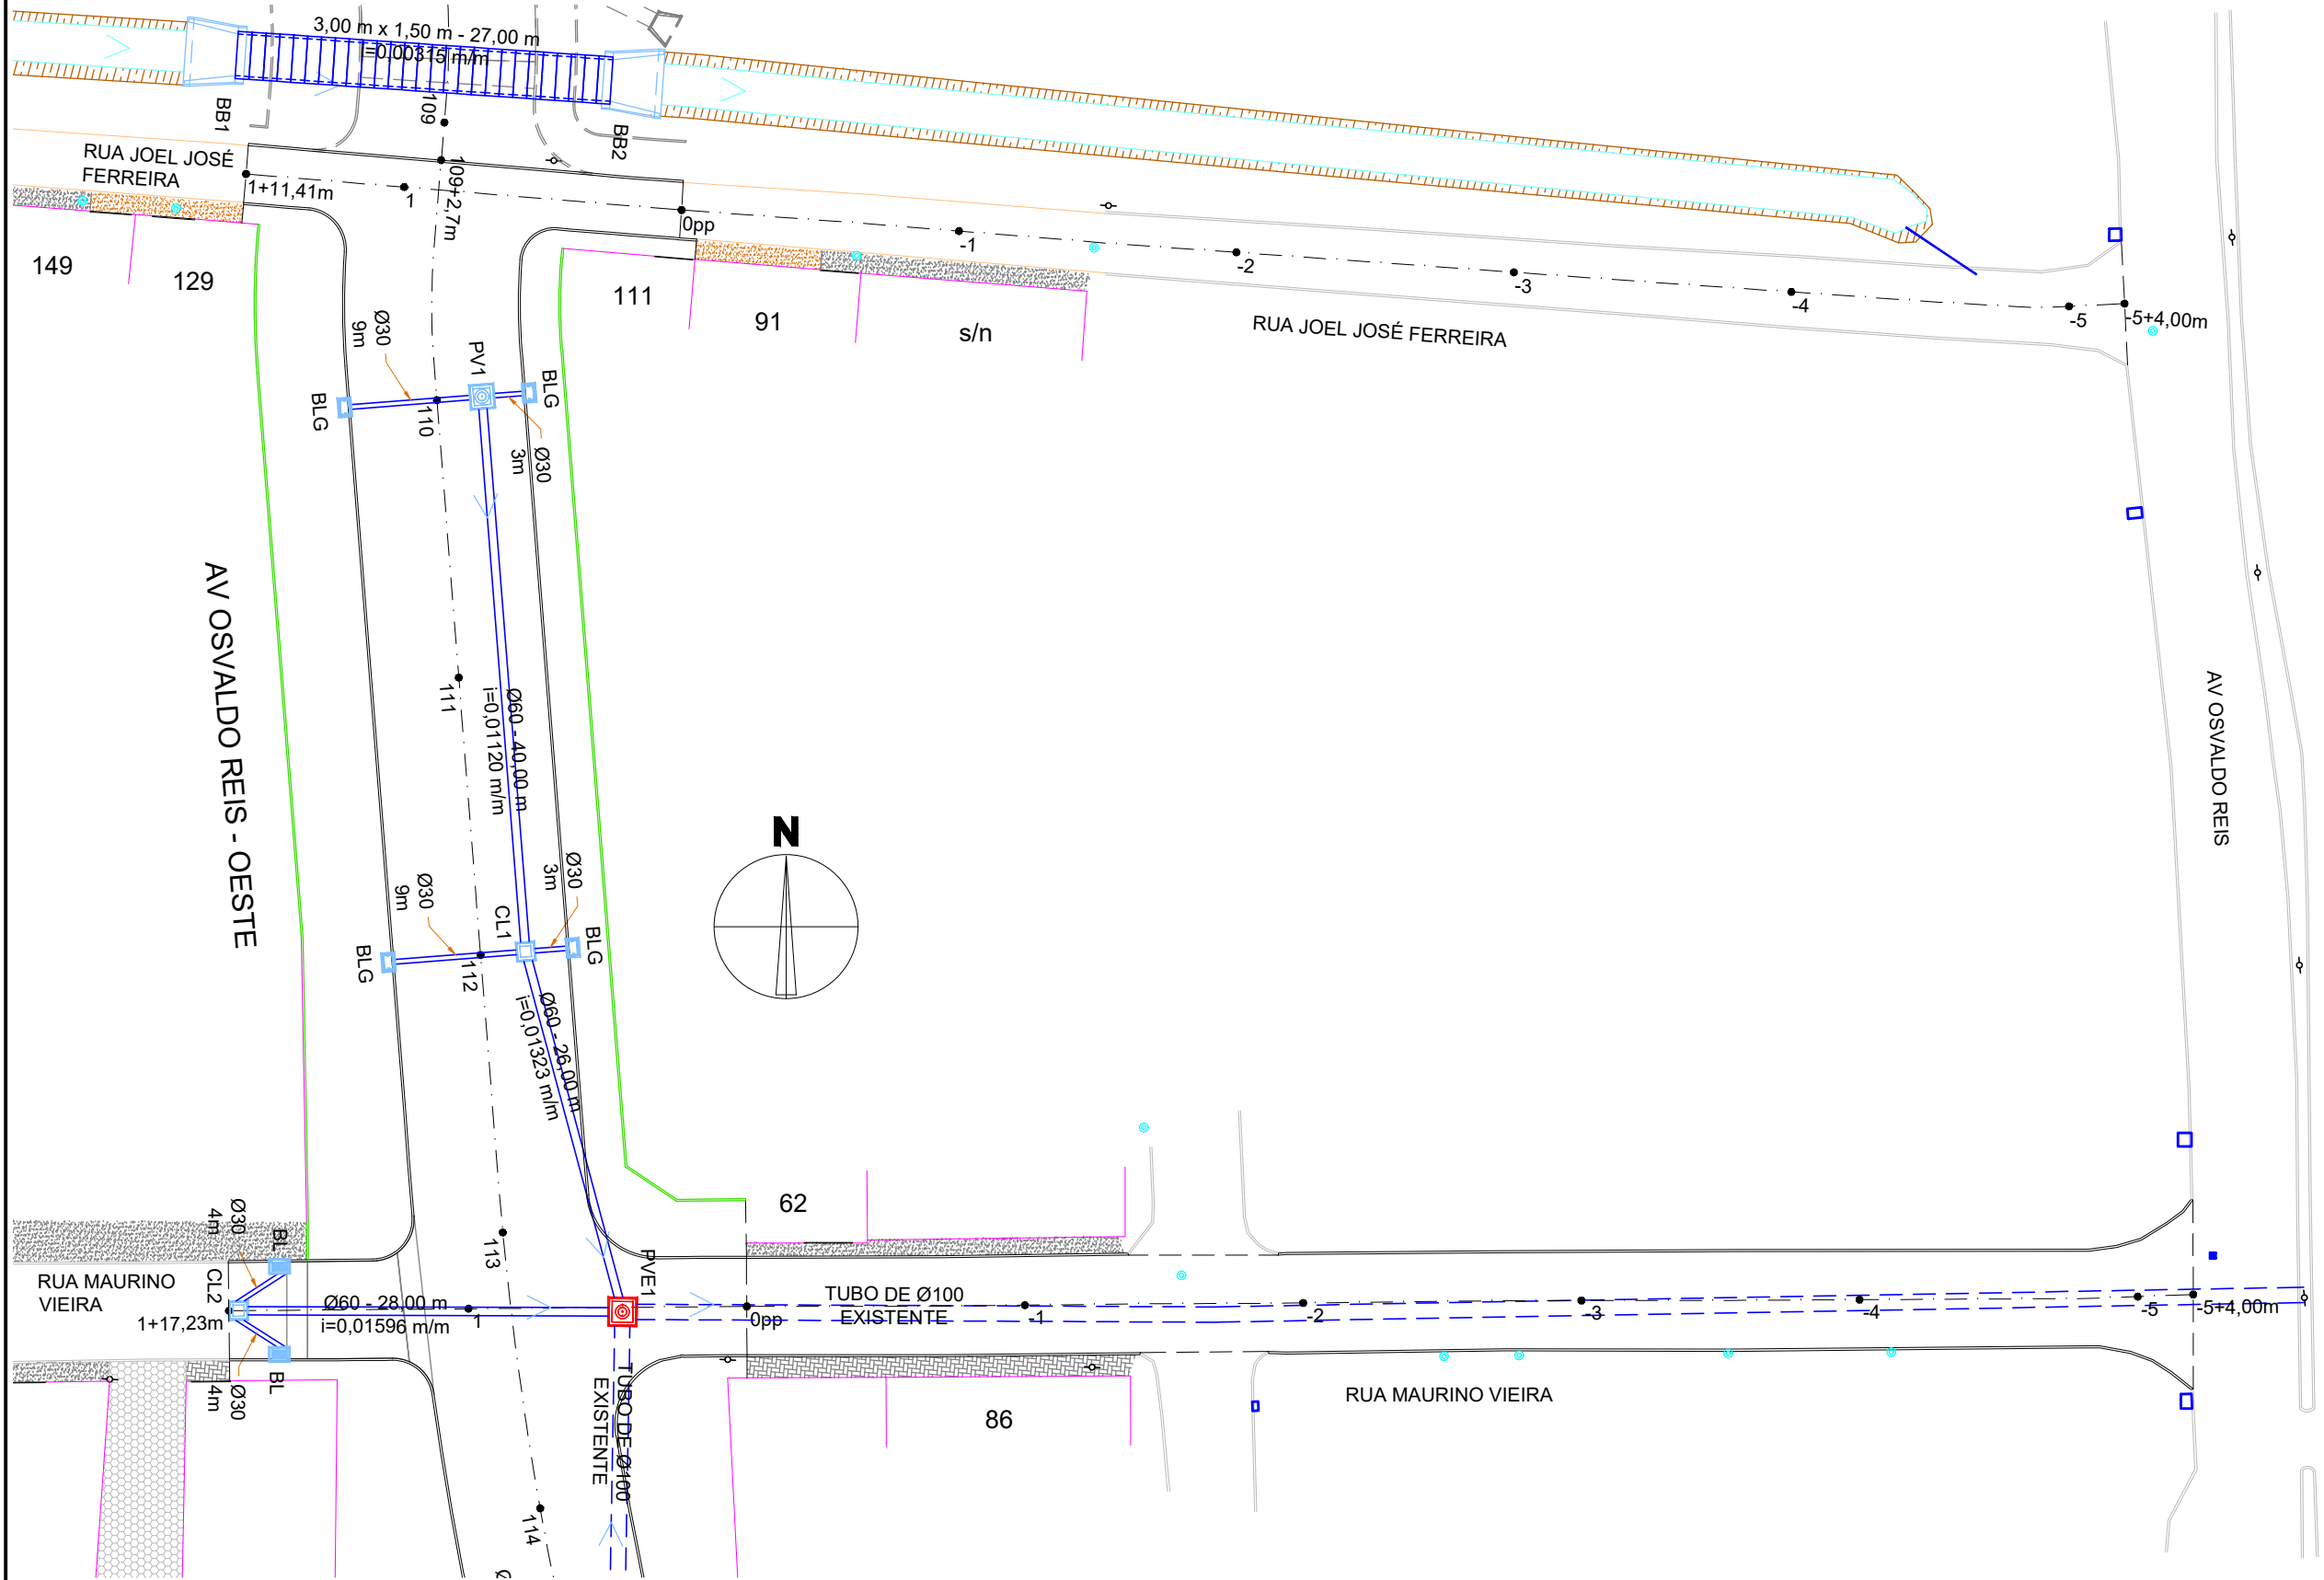 3,00 m x 1,50 m - 27,00 m
i=0,00315 m/m
BB1
109
BB2
RUA JOEL JOSÉ
FERREIRA
1+11,41m
1
109+2,7m
0pp
-1
-2
-3
-4
-5
-5+4,00m
149
129
111
91
s/n
RUA JOEL JOSÉ FERREIRA
Ø30
9m
PV1
BLG
BLG
110
Ø30
3m
AV OSVALDO REIS - OESTE
111
Ø60 - 40,00 m
i=0,01120 m/m
AV OSVALDO REIS
N
Ø30
9m
CL1
Ø30
3m
BLG
BLG
112
Ø60 - 26,00 m
i=0,01323 m/m
62
Ø30
4m
BL
113
PVE1
RUA MAURINO
VIEIRA
CL2
1+17,23m
Ø60 - 28,00 m
i=0,01596 m/m
1
0pp
TUBO DE Ø100
EXISTENTE
-1
-2
-3
-4
-5
-5+4,00m
BL
Ø30
4m
TUBO DE Ø100
EXISTENTE
RUA MAURINO VIEIRA
86
114
Ø